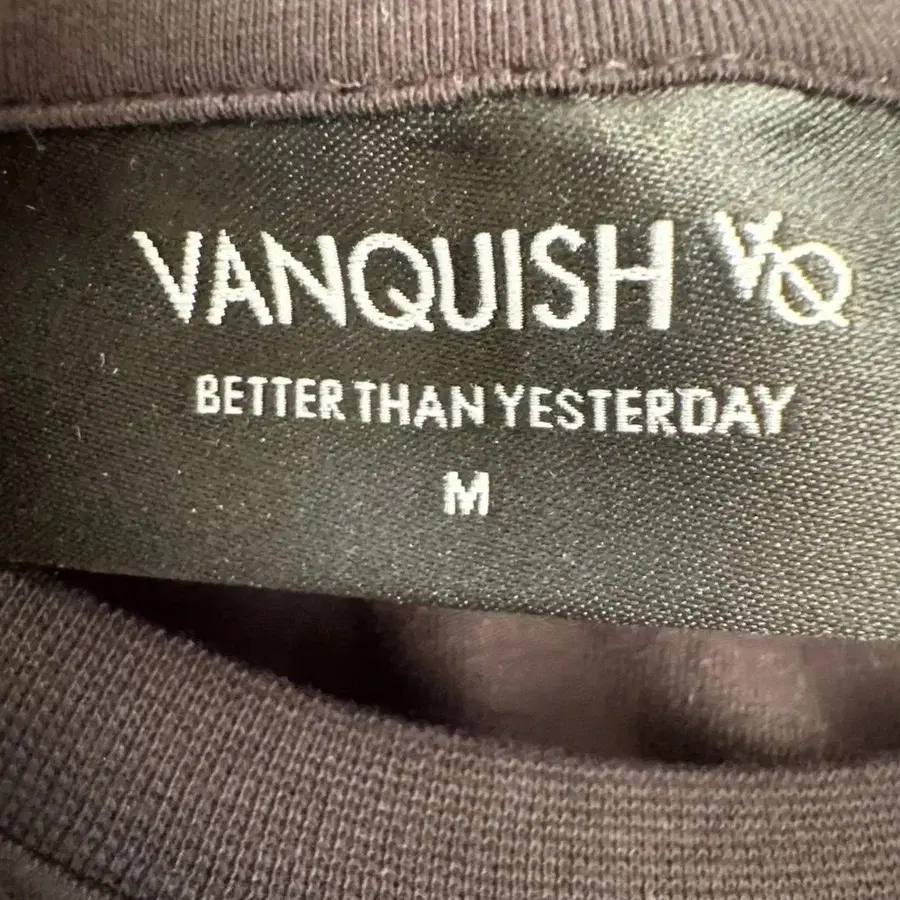 VANQUISH VQ
BETTER THAN YESTERDAY
M